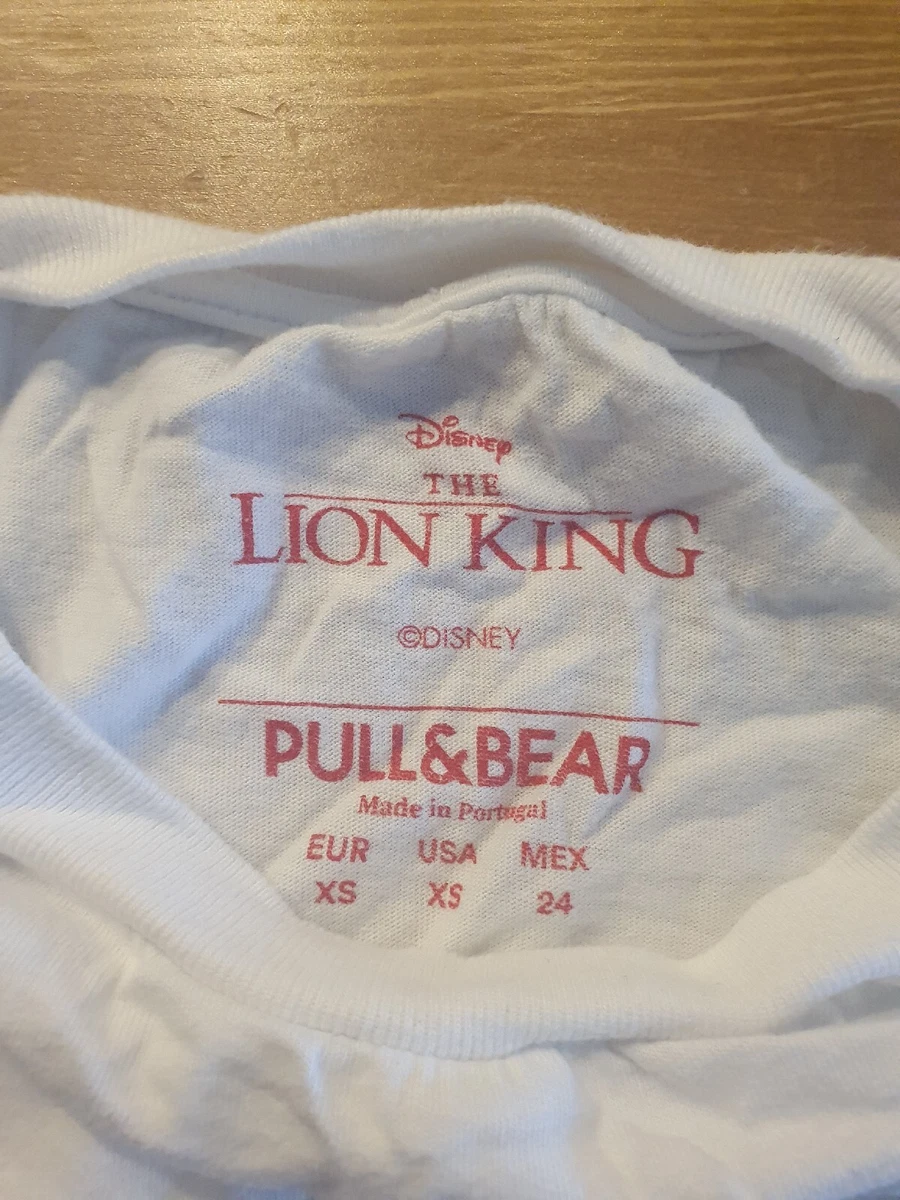 Disney
THE
LION KING
©DISNEY
PULL&BEAR
Made in Portugal
EUR USA MEX
XS XS 24